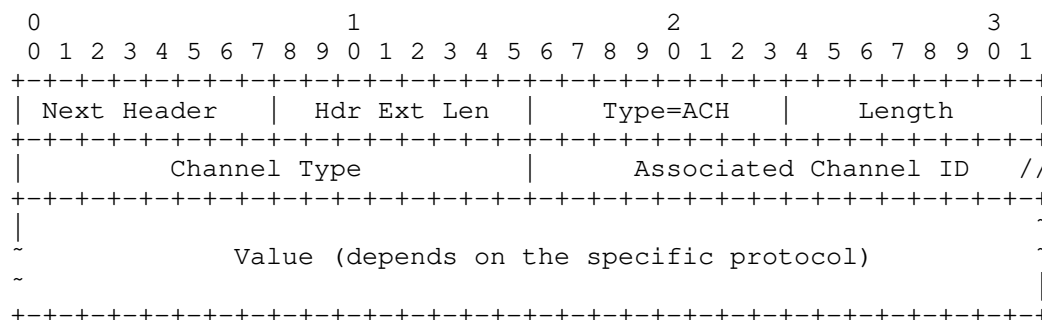 0                   1                   2                   3
 0 1 2 3 4 5 6 7 8 9 0 1 2 3 4 5 6 7 8 9 0 1 2 3 4 5 6 7 8 9 0 1
+-+-+-+-+-+-+-+-+-+-+-+-+-+-+-+-+-+-+-+-+-+-+-+-+-+-+-+-+-+-+-+-+
| Next Header   |  Hdr Ext Len  |    Type=ACH   |    Length     |
+-+-+-+-+-+-+-+-+-+-+-+-+-+-+-+-+-+-+-+-+-+-+-+-+-+-+-+-+-+-+-+-+
|         Channel Type          |      Associated Channel ID   //
+-+-+-+-+-+-+-+-+-+-+-+-+-+-+-+-+-+-+-+-+-+-+-+-+-+-+-+-+-+-+-+-+
|                                                               ~
~             Value (depends on the specific protocol)          ~
~                                                               |
+-+-+-+-+-+-+-+-+-+-+-+-+-+-+-+-+-+-+-+-+-+-+-+-+-+-+-+-+-+-+-+-+